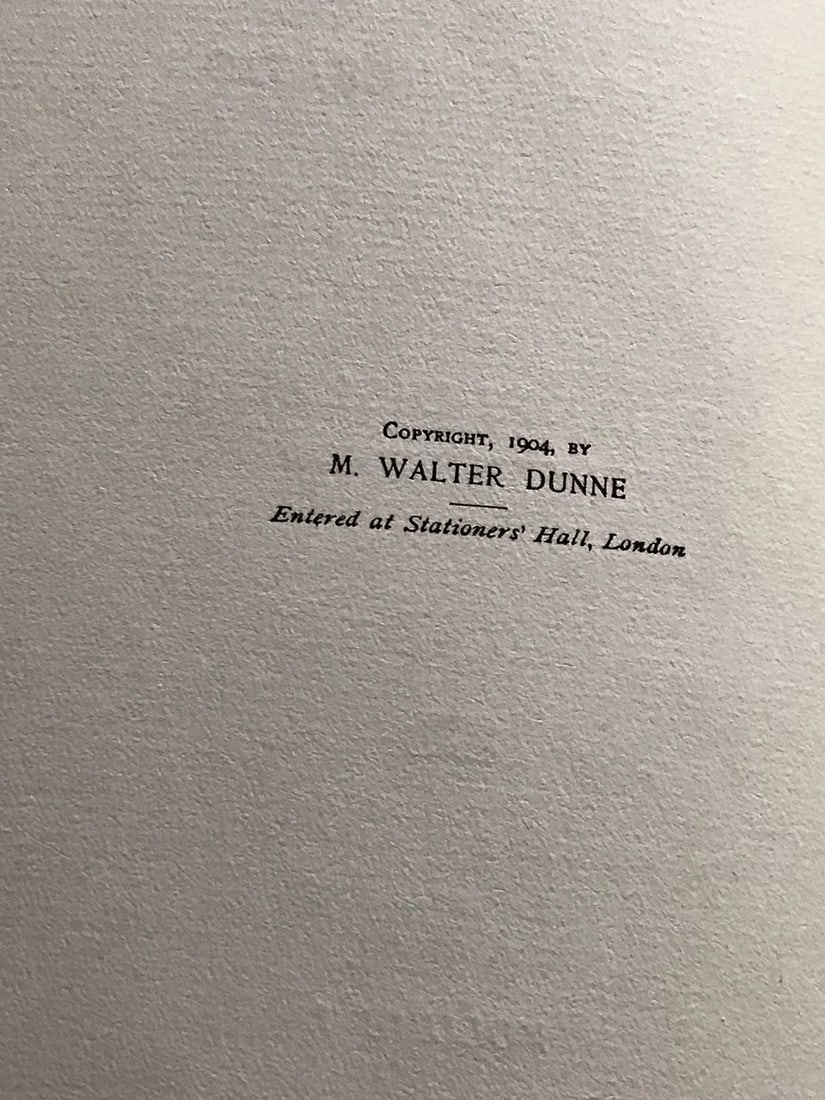 Copyright, 1904, by
M. WALTER DUNNE
Entered at Stationers' Hall, London